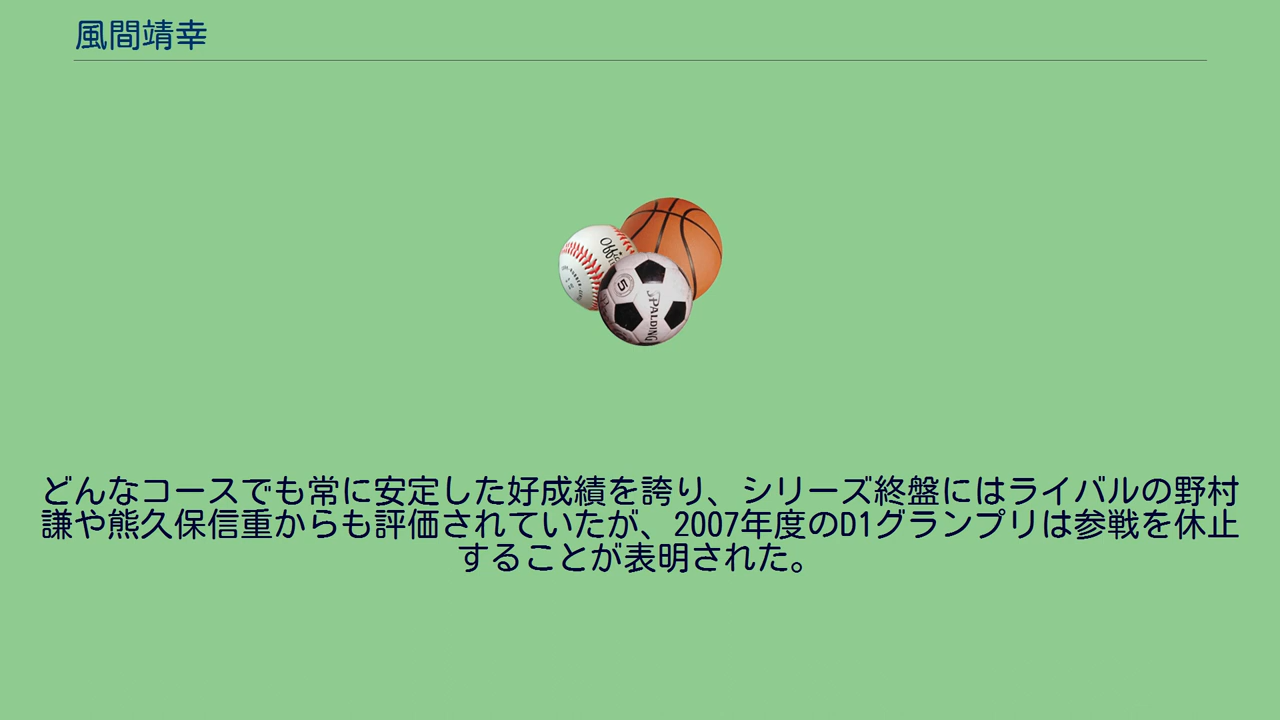 風間靖幸
Offic
5
SPALDING
どんなコースでも常に安定した好成績を誇り、シリーズ終盤にはライバルの野村
謙や熊久保信重からも評価されていたが、2007年度のD1グランプリは参戦を休止
することが表明された。